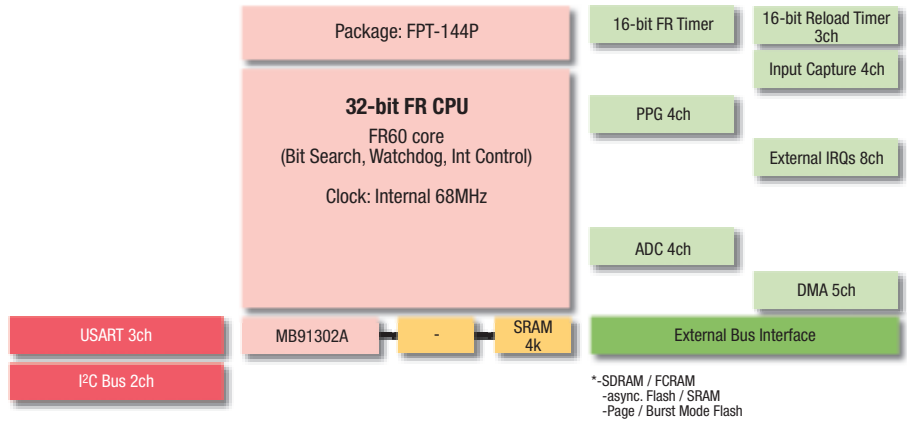 Package: FPT-144P
16-bit FR Timer
16-bit Reload Timer
3ch
Input Capture 4ch
32-bit FR CPU
FR60 core
(Bit Search, Watchdog, Int Control)
Clock: Internal 68MHz
PPG 4ch
External IRQs 8ch
ADC 4ch
DMA 5ch
USART 3ch
MB91302A
-
SRAM
4k
External Bus Interface
I²C Bus 2ch
*-SDRAM / FCRAM
-async. Flash / SRAM
-Page / Burst Mode Flash